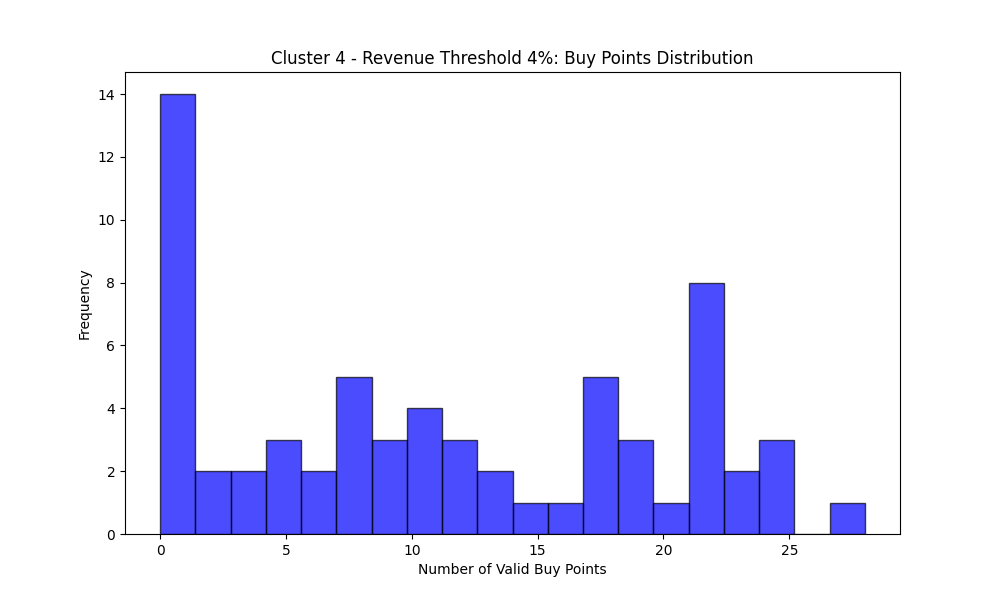 Cluster 4 - Revenue Threshold 4%: Buy Points Distribution
14
12
10
8
6
4
2
0
Frequency
0 5 10 15 20 25
Number of Valid Buy Points